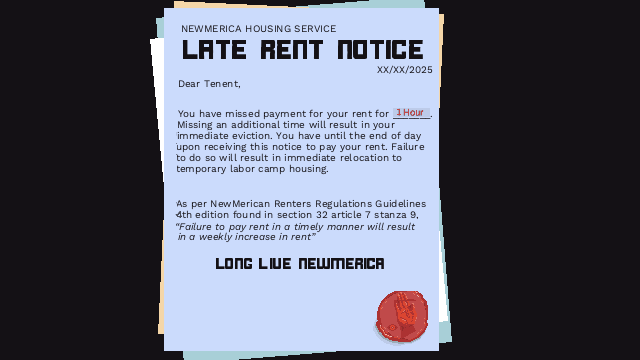 NEWMERICA HOUSING SERVICE
LATE RENT NOTICE
XX/XX/2025
Dear Tenent,
You have missed payment for your rent for 1 Hour.
Missing an additional time will result in your
immediate eviction. You have until the end of day
upon receiving this notice to pay your rent. Failure
to do so will result in immediate relocation to
temporary labor camp housing.
As per NewMerican Renters Regulations Guidelines
4th edition found in section 32 article 7 stanza 9,
“Failure to pay rent in a timely manner will result
in a weekly increase in rent”
LONG LIVE NEWMERICA